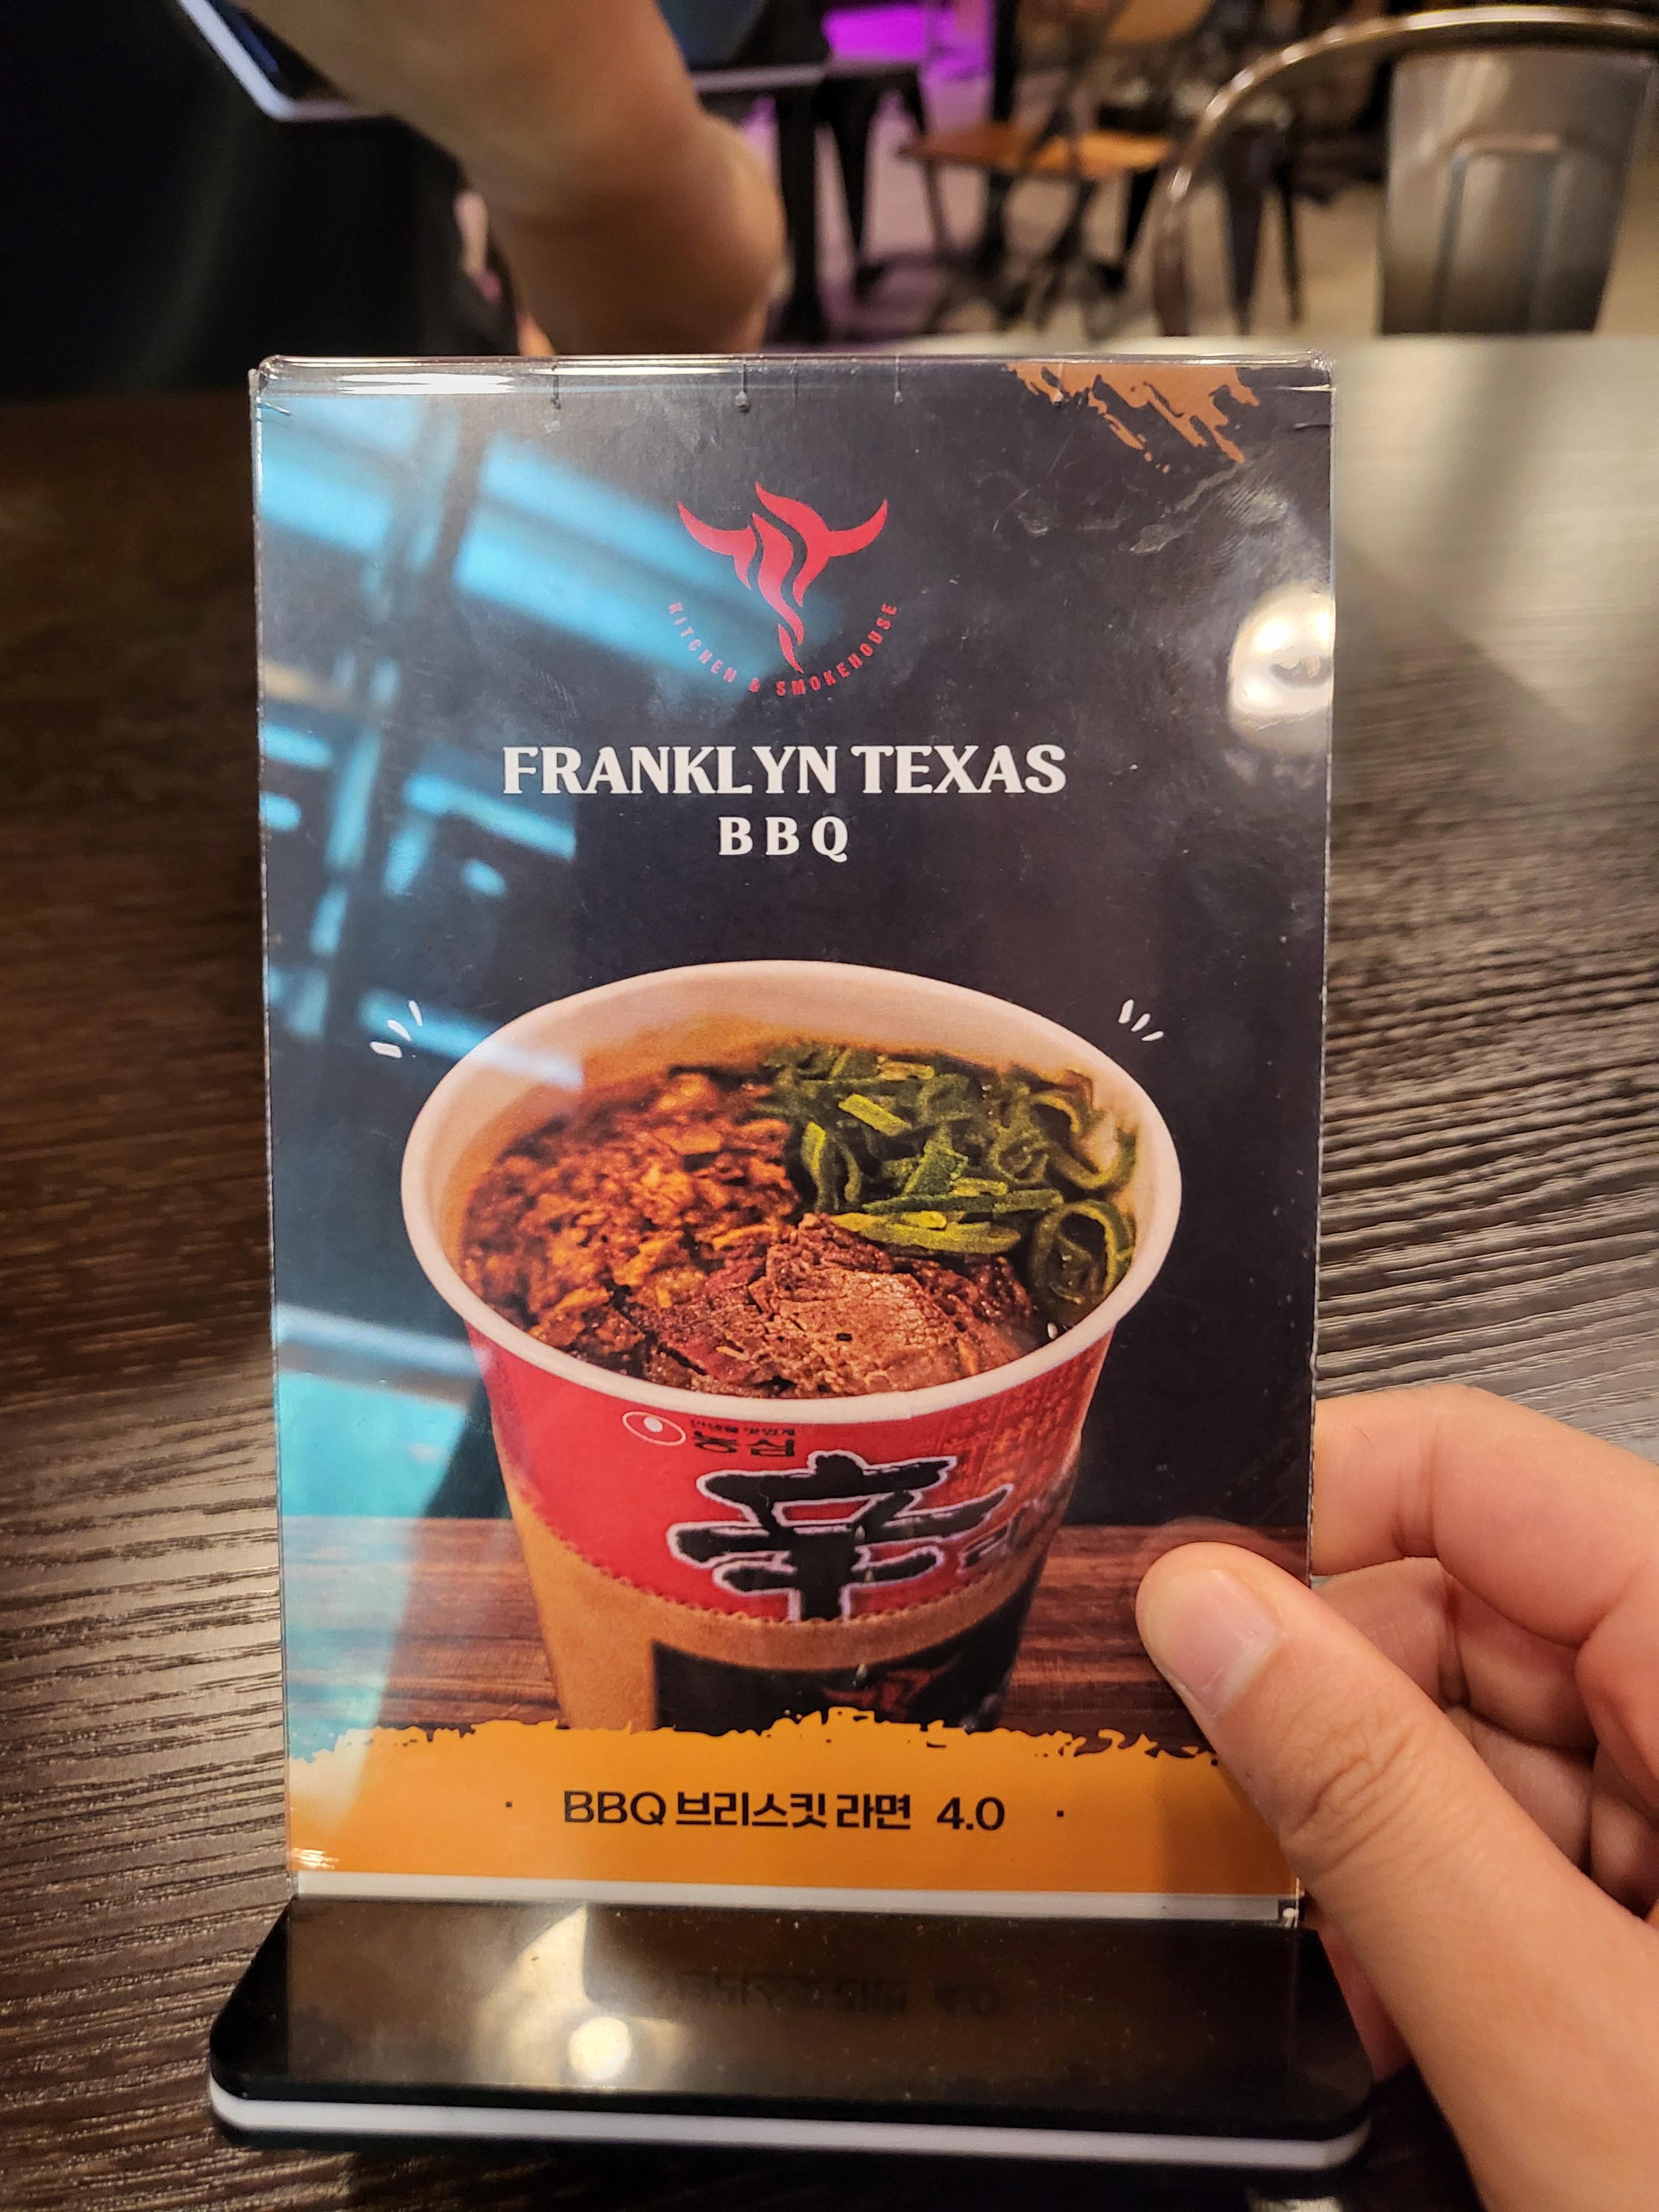 KITCHEN & SMOKEHOUSE
FRANKLYN TEXAS
BBQ
농심
辛
BBQ 브리스킷 라면 4.0